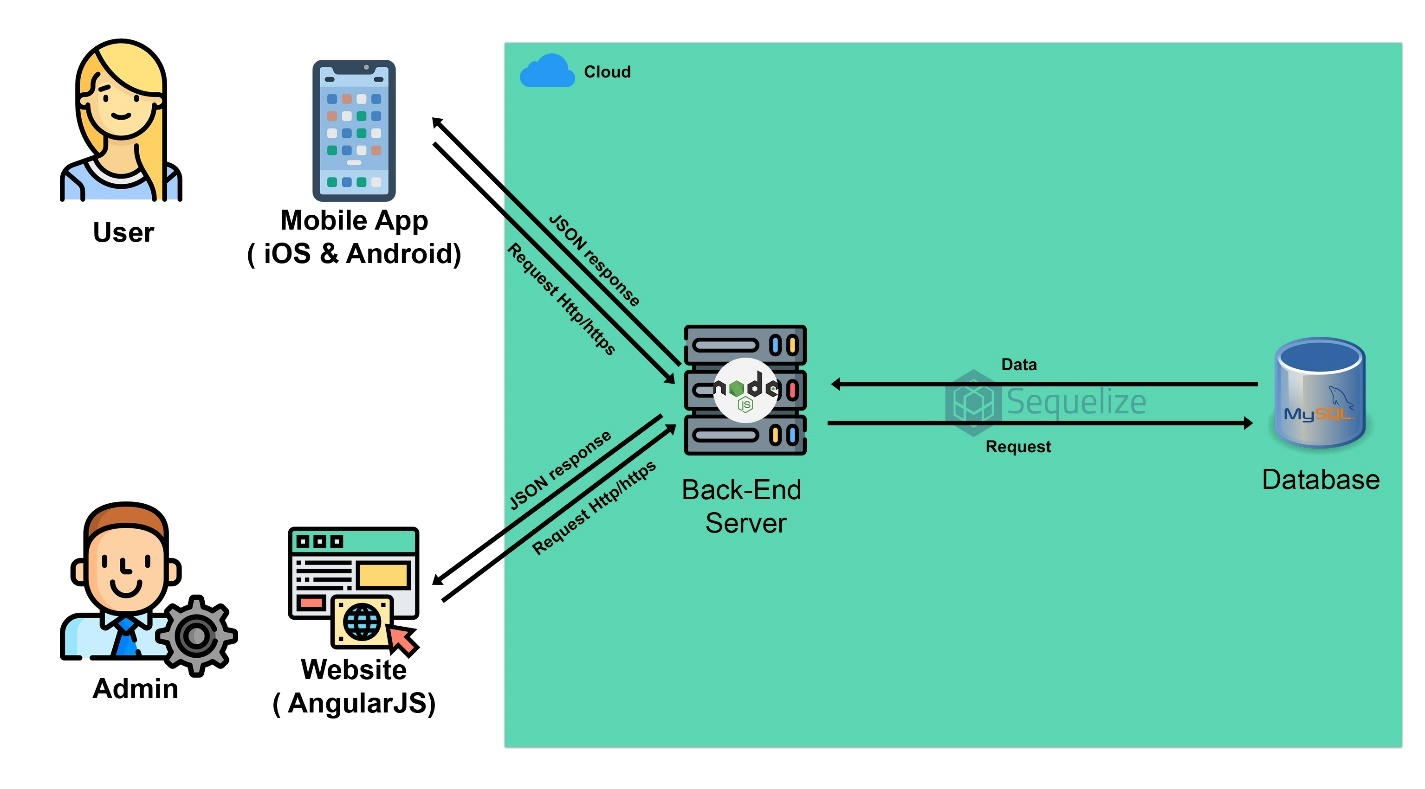 Cloud
User
Mobile App
( iOS & Android)
JSON response
Request Http/https
node
JS
Back-End
Server
JSON response
Request Http/https
Data
Sequelize
Request
MySQL
Database
Admin
Website
( AngularJS)